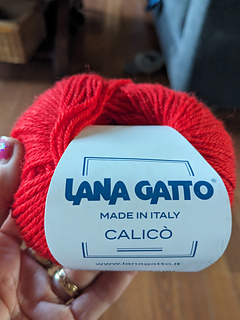 LANA GATTO®
MADE IN ITALY
CALICÒ
www.lanagatto.it